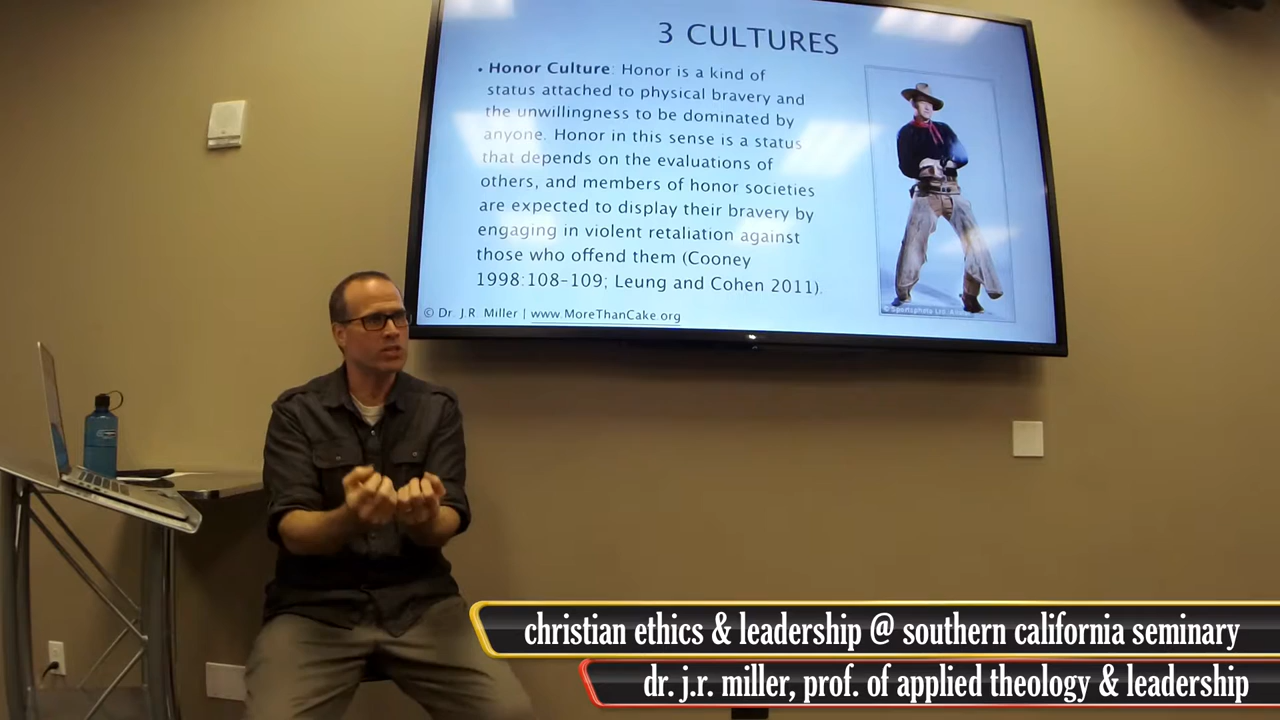 3 CULTURES
• Honor Culture: Honor is a kind of
status attached to physical bravery and
the unwillingness to be dominated by
anyone. Honor in this sense is a status
that depends on the evaluations of
others, and members of honor societies
are expected to display their bravery by
engaging in violent retaliation against
those who offend them (Cooney
1998:108–109; Leung and Cohen 2011).
© Sportsphoto Ltd.
© Dr. J.R. Miller | www.MoreThanCake.org
christian ethics & leadership @ southern california seminary
dr. j.r. miller, prof. of applied theology & leadership